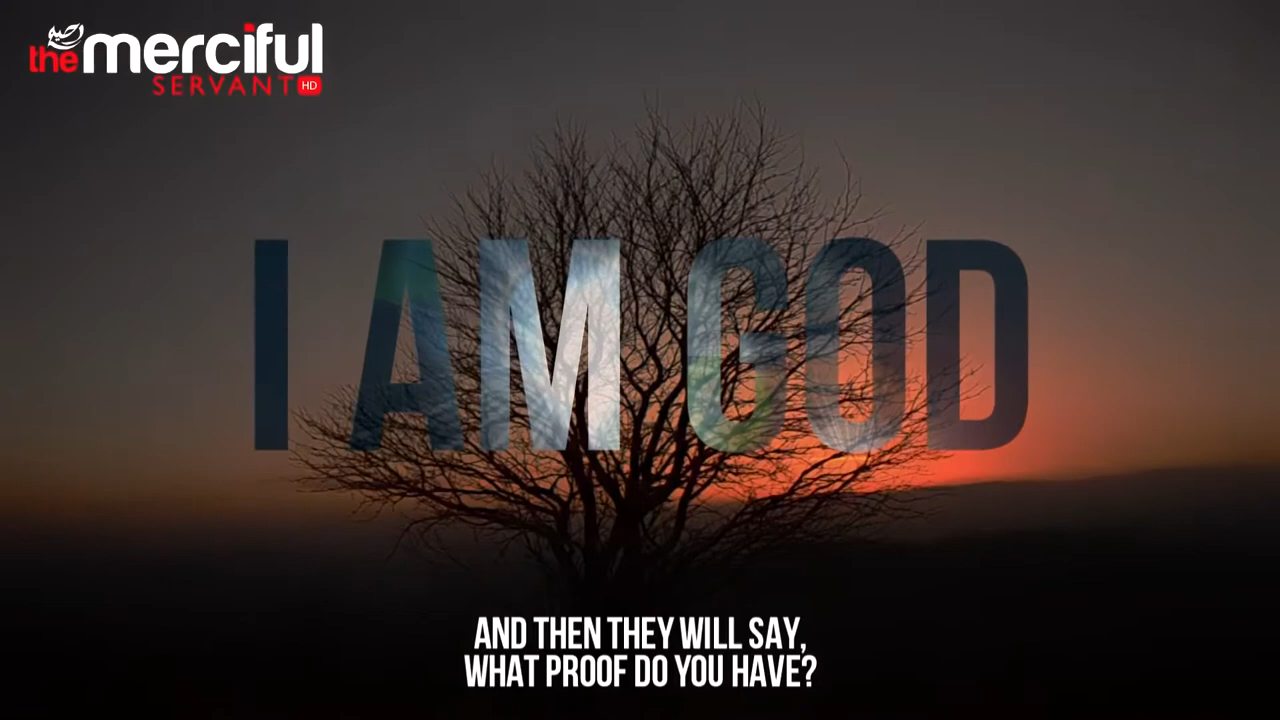 the merciful
SERVANT HD
I AM GOD
AND THEN THEY WILL SAY,
WHAT PROOF DO YOU HAVE?